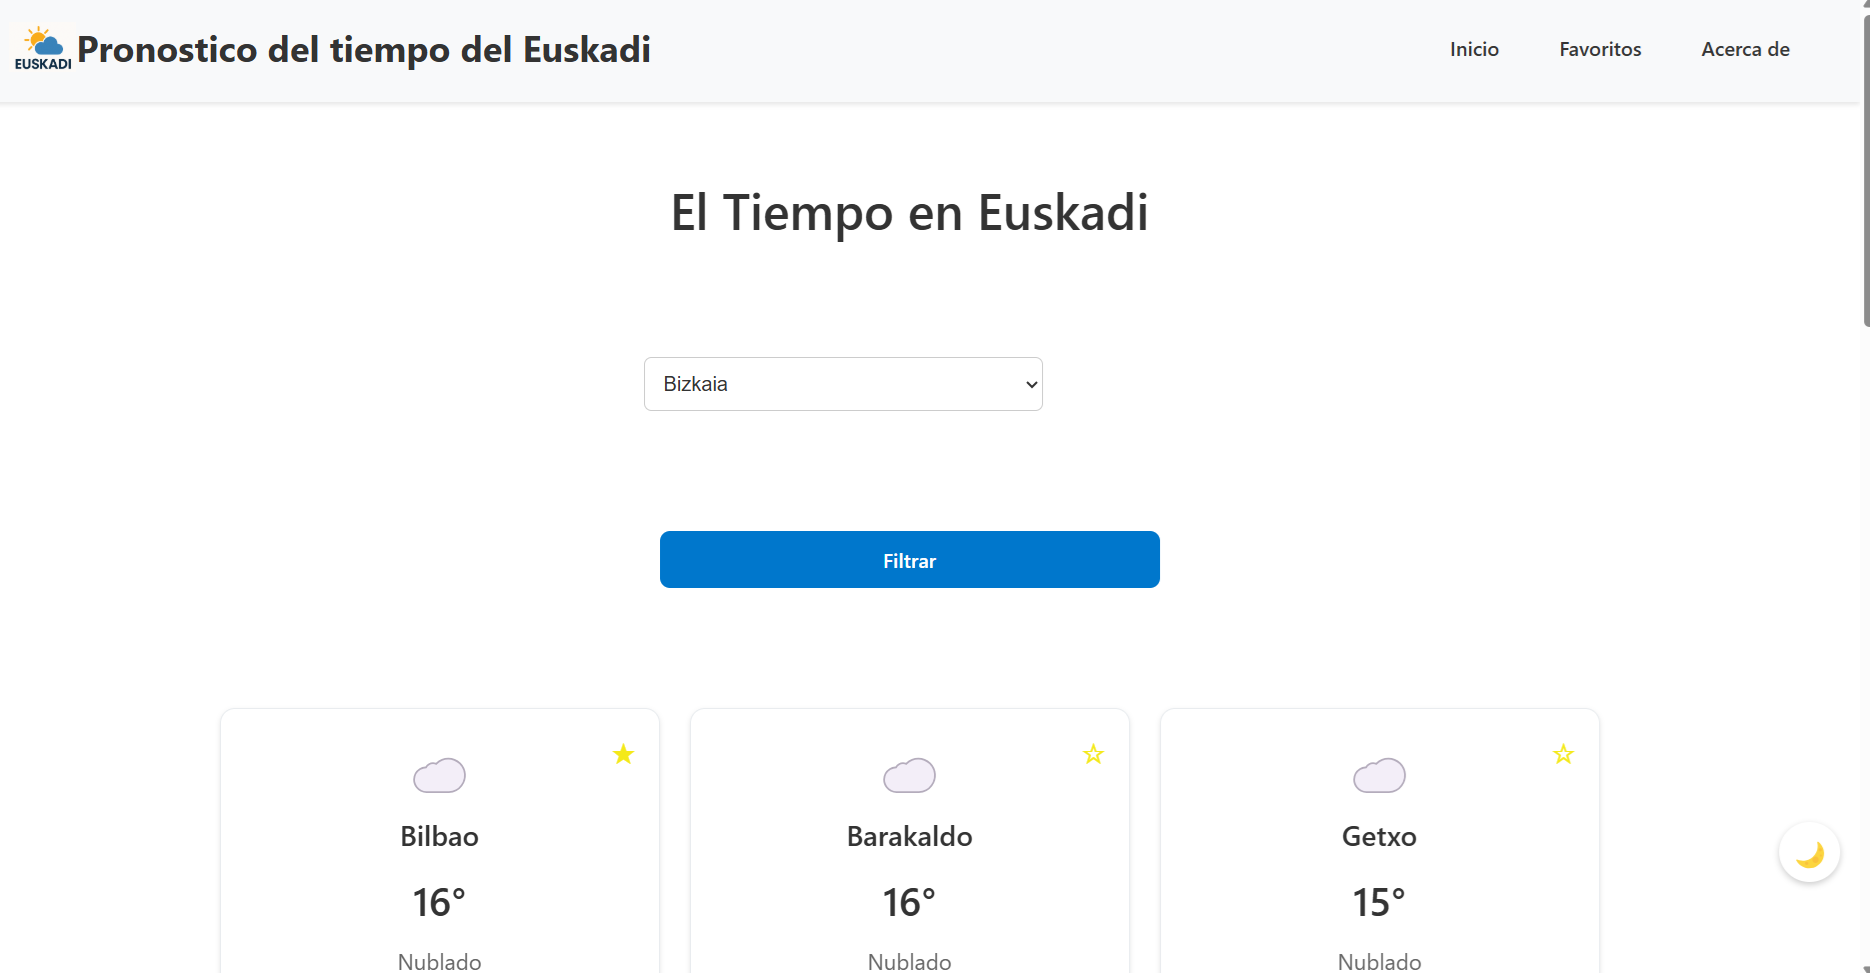 EUSKADI
Pronostico del tiempo del Euskadi
Inicio
Favoritos
Acerca de
El Tiempo en Euskadi
Bizkaia
Filtrar
Bilbao
16°
Nublado
Barakaldo
16°
Nublado
Getxo
15°
Nublado